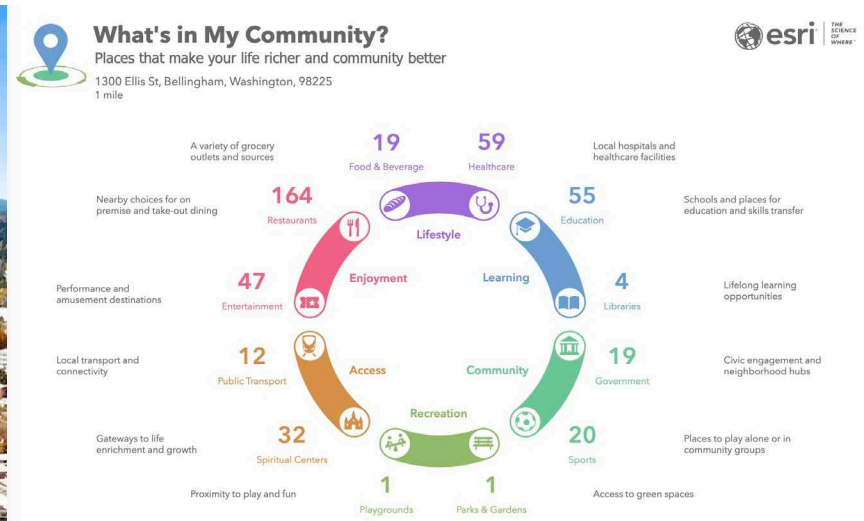 What's in My Community?
Places that make your life richer and community better
1300 Ellis St, Bellingham, Washington, 98225
1 mile
esri
THE
SCIENCE
OF
WHERE
A variety of grocery
outlets and sources
19
Food & Beverage
59
Healthcare
Local hospitals and
healthcare facilities
Nearby choices for on
premise and take-out dining
164
Restaurants
Lifestyle
55
Education
Schools and places for
education and skills transfer
Performance and
amusement destinations
47
Entertainment
Enjoyment
Learning
4
Libraries
Lifelong learning
opportunities
Local transport and
connectivity
12
Public Transport
Access
Community
19
Government
Civic engagement and
neighborhood hubs
Gateways to life
enrichment and growth
32
Spiritual Centers
Recreation
20
Sports
Places to play alone or in
community groups
Proximity to play and fun
1
Playgrounds
1
Parks & Gardens
Access to green spaces